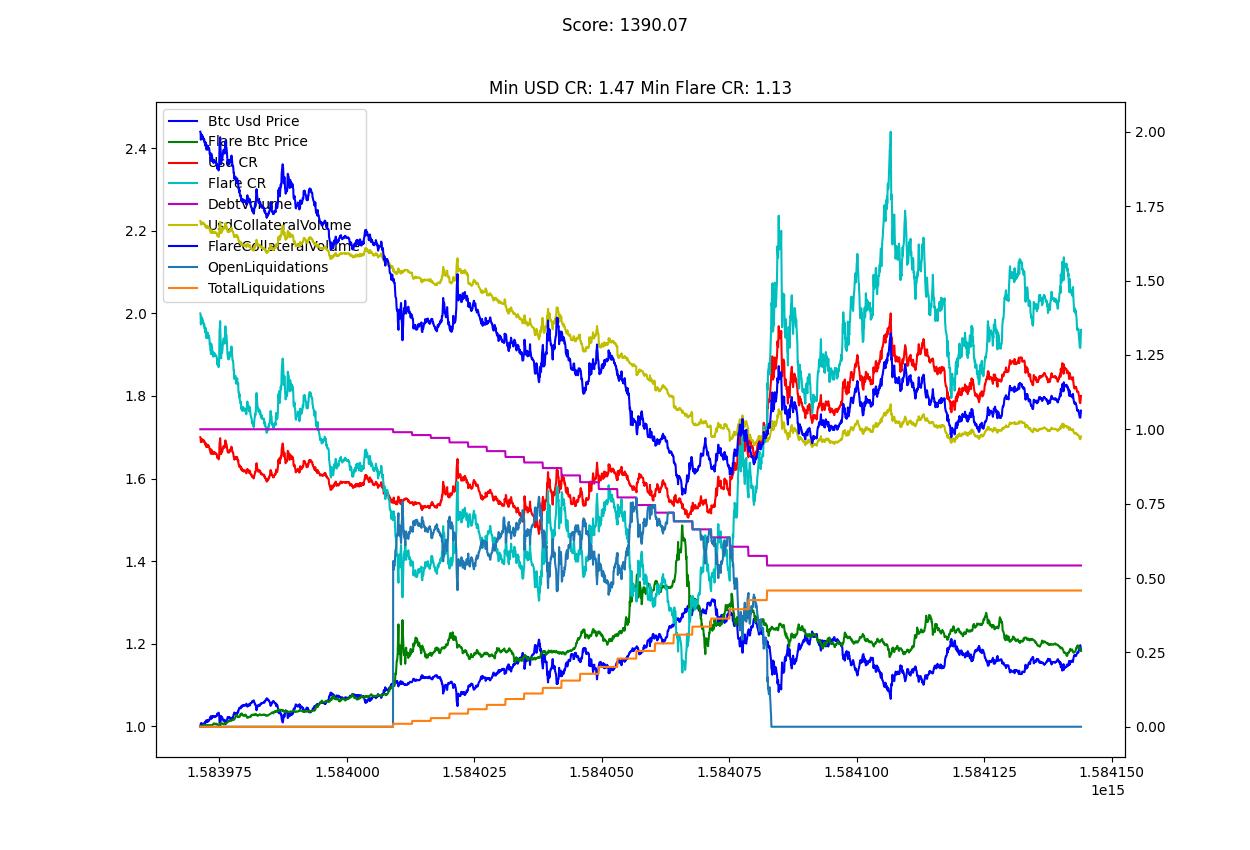 Score: 1390.07
Min USD CR: 1.47 Min Flare CR: 1.13
Btc Usd Price
Flare Btc Price
Usd CR
Flare CR
DebtVolume
UsdCollateralVolume
FlareCollateralVolume
OpenLiquidations
TotalLiquidations
2.4
2.2
2.0
1.8
1.6
1.4
1.2
1.0
2.00
1.75
1.50
1.25
1.00
0.75
0.50
0.25
0.00
1.583975 1.584000 1.584025 1.584050 1.584075 1.584100 1.584125 1.584150
1e15